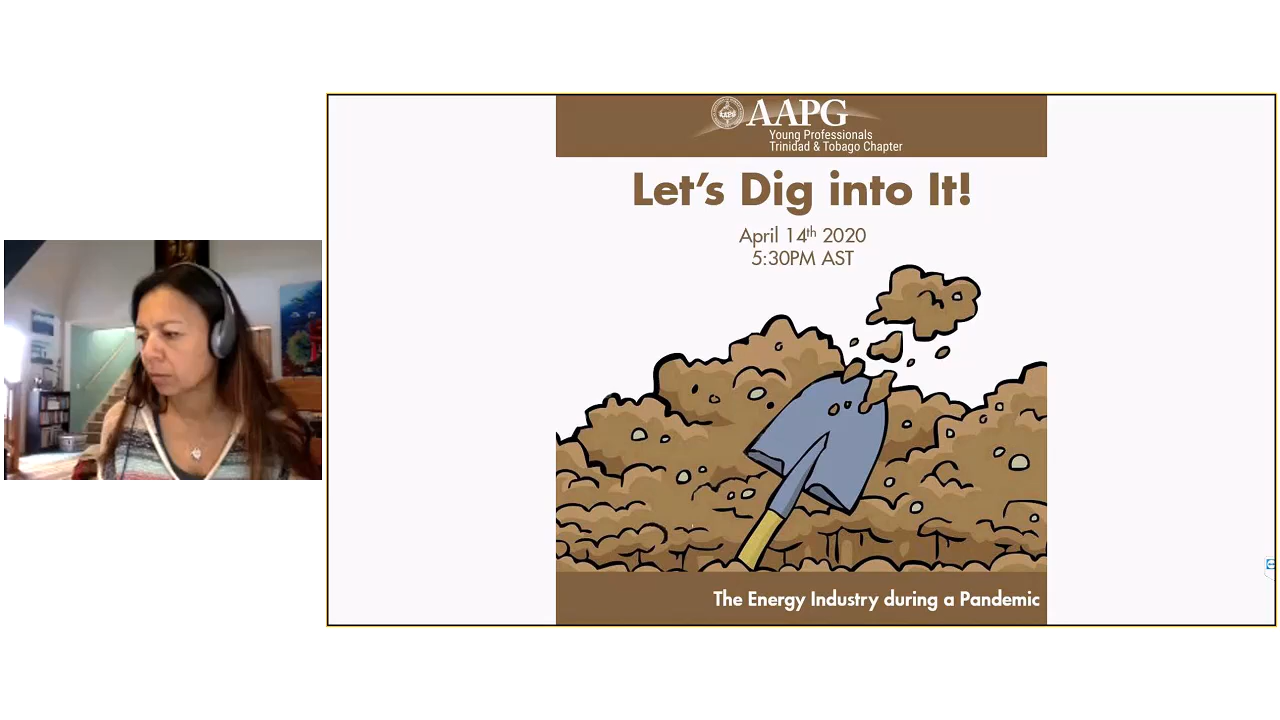 AAPG
Young Professionals
Trinidad & Tobago Chapter
Let's Dig into It!
April 14th 2020
5:30PM AST
The Energy Industry during a Pandemic